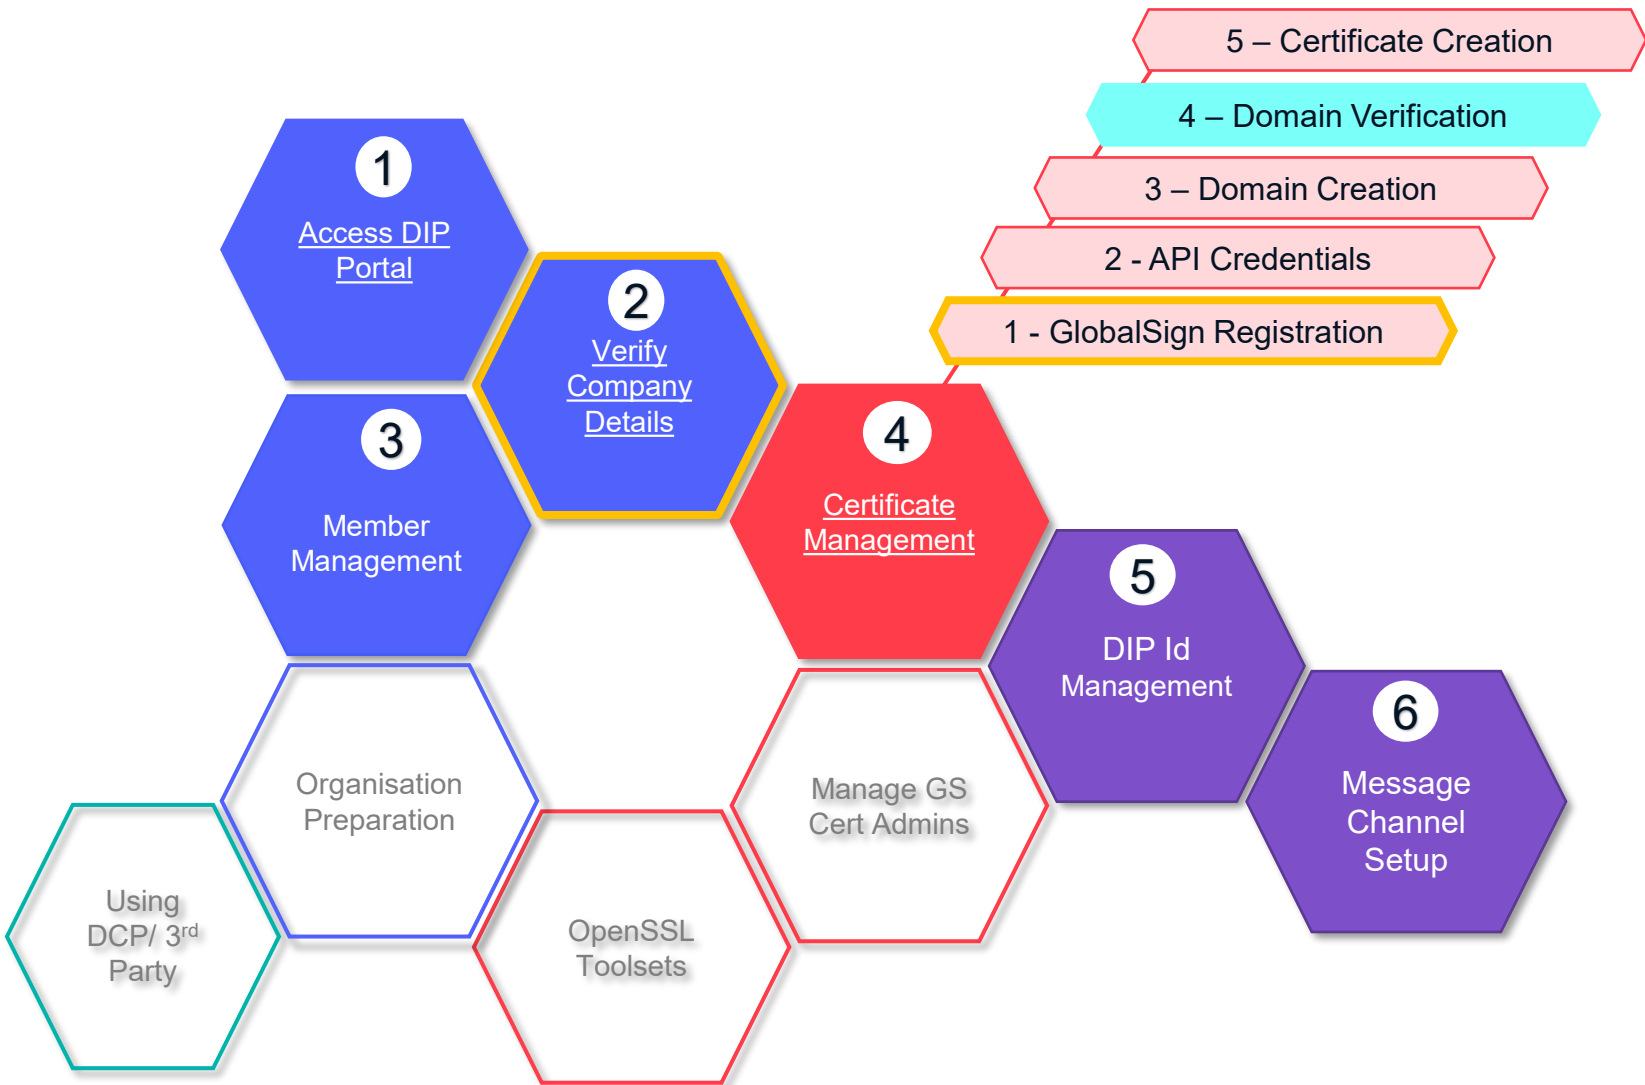 5 – Certificate Creation
4 – Domain Verification
3 – Domain Creation
2 - API Credentials
1 - GlobalSign Registration
1
Access DIP
Portal
2
Verify
Company
Details
3
Member
Management
4
Certificate
Management
5
DIP Id
Management
6
Message
Channel
Setup
Organisation
Preparation
Manage GS
Cert Admins
Using
DCP/ 3rd
Party
OpenSSL
Toolsets